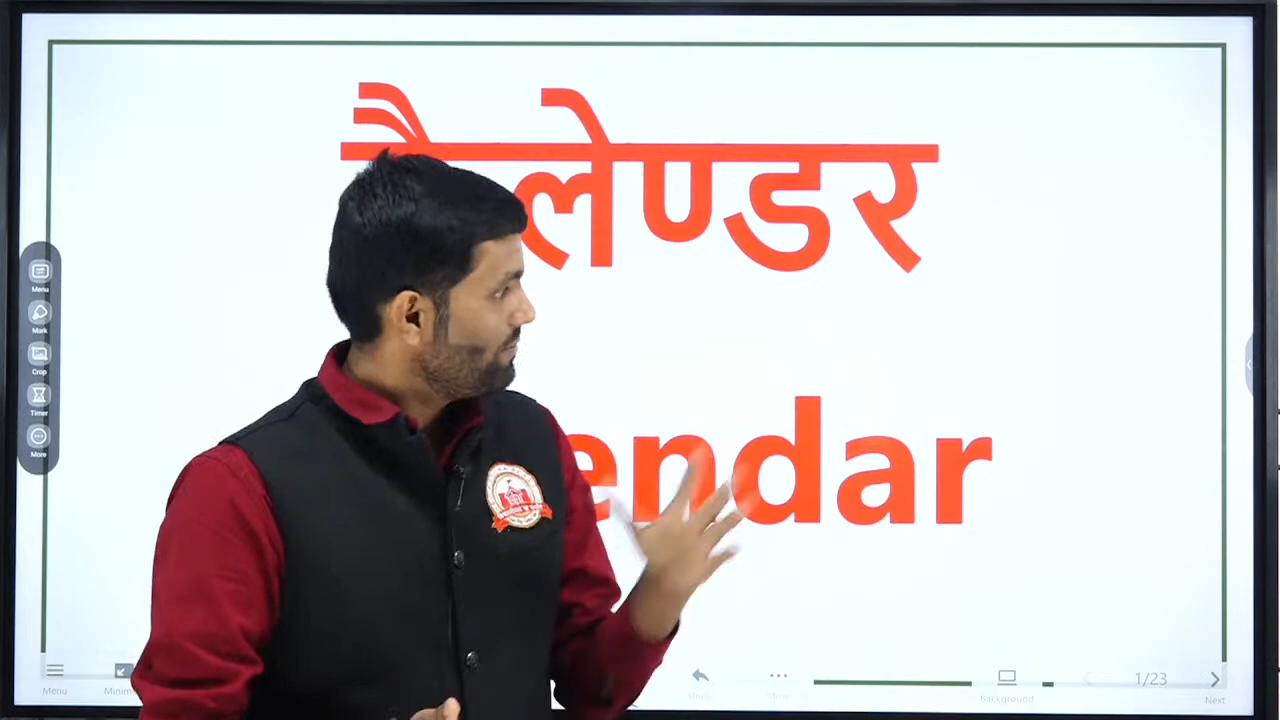 कैलेण्डर
endar
Menu
Mark
Crop
Timer
More
Menu
Background
1/23
Next